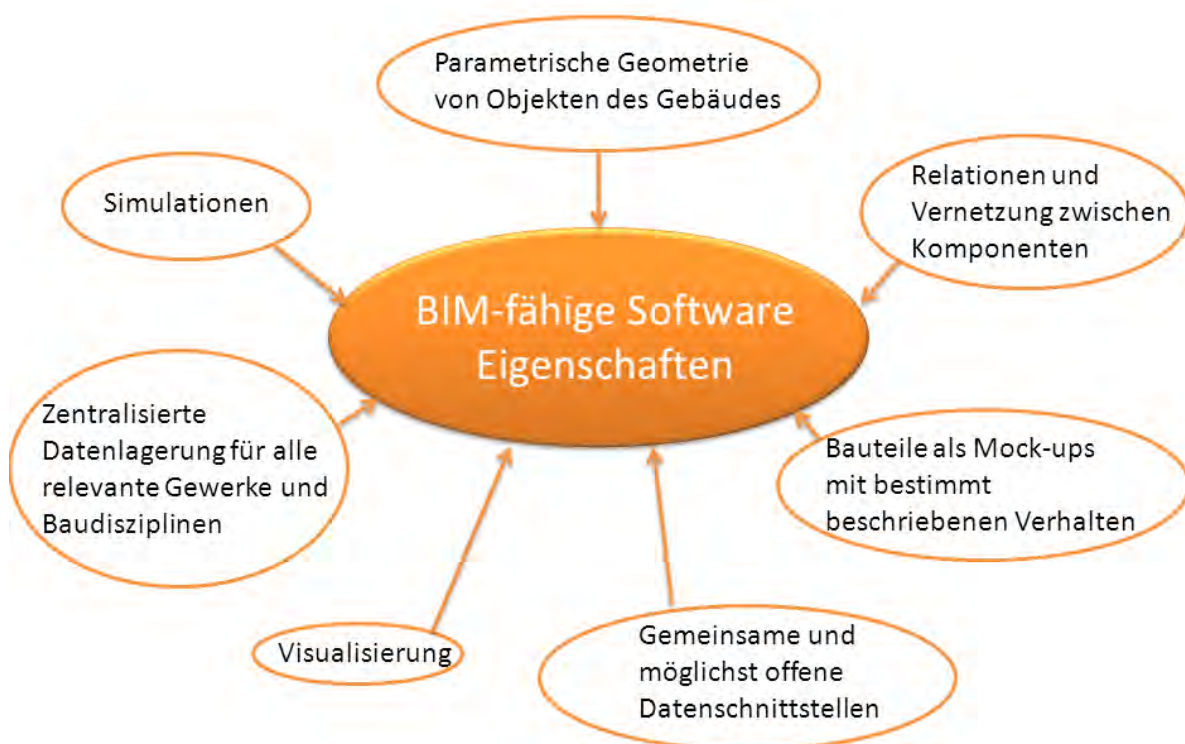 Parametrische Geometrie
von Objekten des Gebäudes
Simulationen
Relationen und
Vernetzung zwischen
Komponenten
BIM-fähige Software
Eigenschaften
Zentralisierte
Datenlagerung für alle
relevante Gewerke und
Baudisziplinen
Bauteile als Mock-ups
mit bestimmt
beschriebenen Verhalten
Visualisierung
Gemeinsame und
möglichst offene
Datenschnittstellen